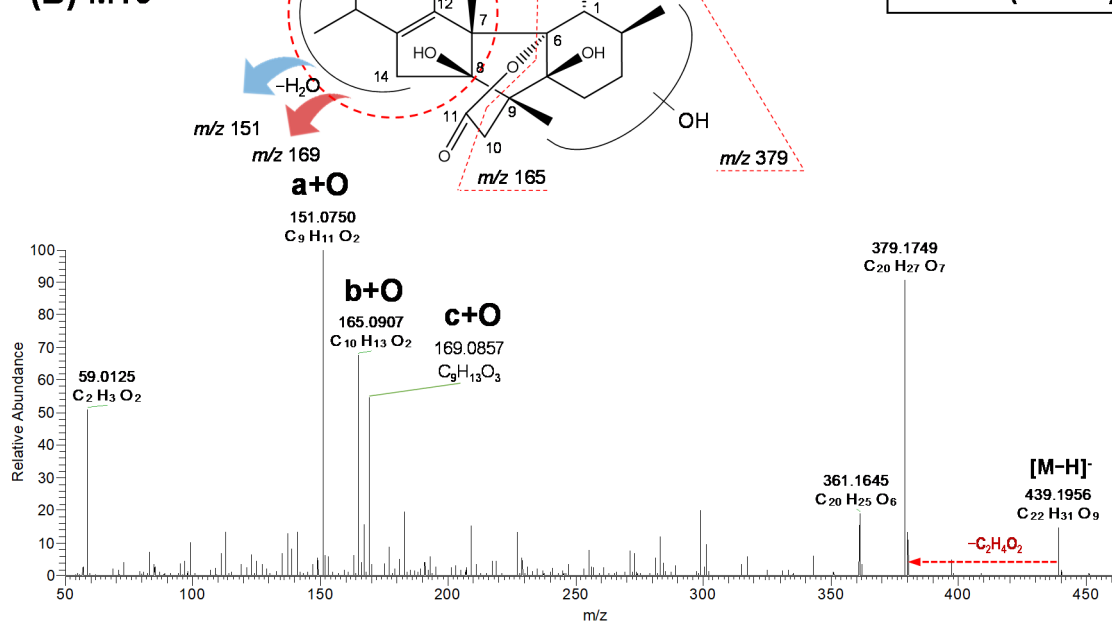 12
7
1
6
HO
OH
O
8
14
−H2O
9
11
OH
m/z 151
10
O
m/z 169
m/z 165
m/z 379
a+O
151.0750
C9 H11 O2
379.1749
C20 H27 O7
100
90
b+O
165.0907
C10 H13 O2
c+O
169.0857
C9H13O3
80
70
59.0125
C2 H3 O2
60
50
[M−H]-
439.1956
C22 H31 O9
361.1645
C20 H25 O6
40
30
20
−C2H4O2
10
0
50 100 150 200 250 300 350 400 450
m/z
Relative Abundance